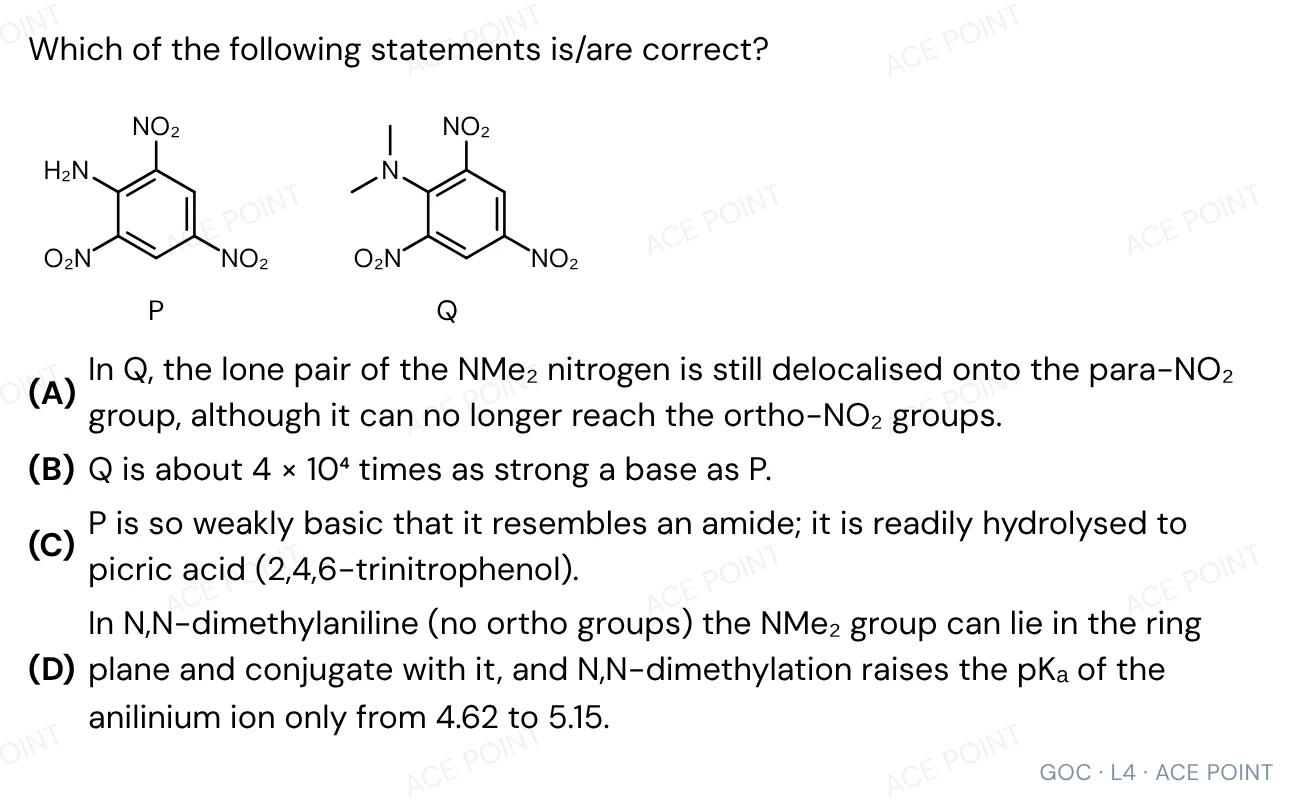 Which of the following statements is/are correct?
NO₂ NO₂
H₂N N
O₂N NO₂ O₂N NO₂
P Q
(A) In Q, the lone pair of the NMe₂ nitrogen is still delocalised onto the para-NO₂
group, although it can no longer reach the ortho-NO₂ groups.
(B) Q is about 4 × 10⁴ times as strong a base as P.
(C) P is so weakly basic that it resembles an amide; it is readily hydrolysed to
picric acid (2,4,6-trinitrophenol).
In N,N-dimethylaniline (no ortho groups) the NMe₂ group can lie in the ring
(D) plane and conjugate with it, and N,N-dimethylation raises the pKₐ of the
anilinium ion only from 4.62 to 5.15.
GOC · L4 · ACE POINT
ACE POINT